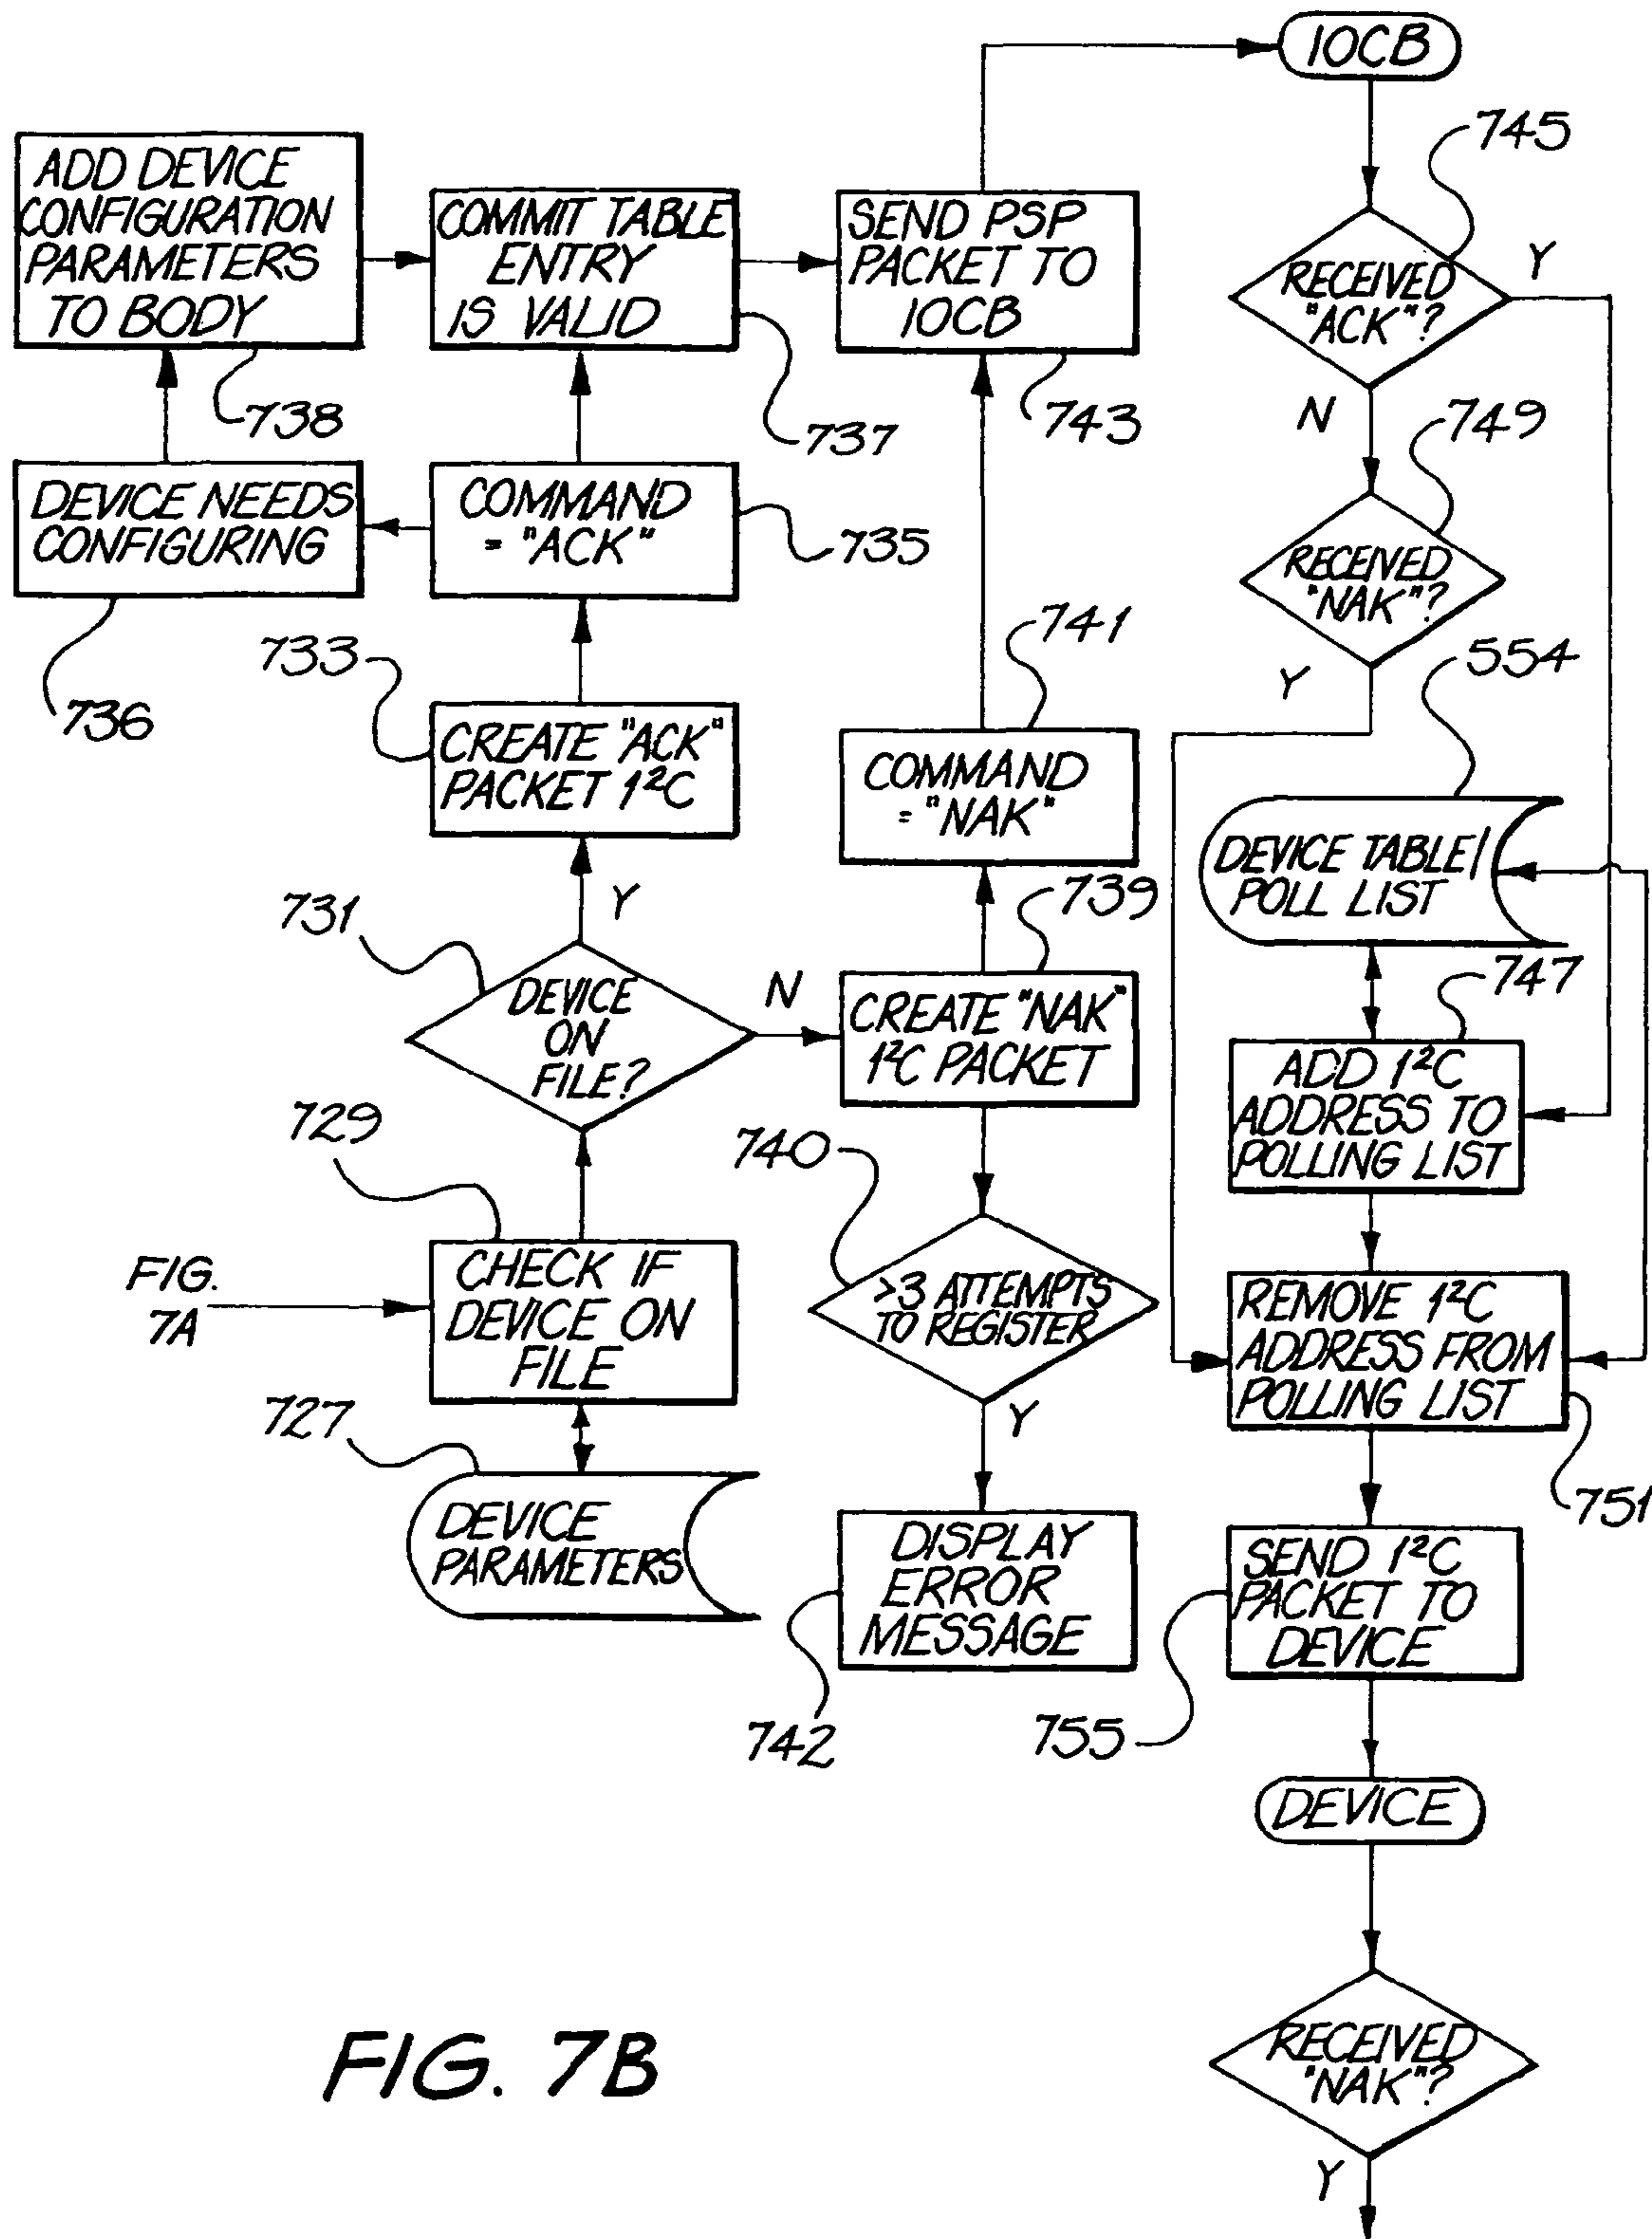 IOCB
745
ADD DEVICE
CONFIGURATION
PARAMETERS
TO BODY
738
COMMIT TABLE
ENTRY
IS VALID
737
SEND PSP
PACKET TO
IOCB
743
RECEIVED
"ACK"?
Y
N
749
DEVICE NEEDS
CONFIGURING
736
COMMAND
= "ACK"
735
RECEIVED
"NAK"?
Y
733
CREATE "ACK"
PACKET I²C
741
COMMAND
= "NAK"
554
DEVICE TABLE/
POLL LIST
731
Y
DEVICE
ON
FILE?
N
739
CREATE "NAK"
I²C PACKET
747
ADD I²C
ADDRESS TO
POLLING LIST
729
FIG.
7A
CHECK IF
DEVICE ON
FILE
740
>3 ATTEMPTS
TO REGISTER
Y
REMOVE I²C
ADDRESS FROM
POLLING LIST
751
727
DEVICE
PARAMETERS
DISPLAY
ERROR
MESSAGE
742
SEND I²C
PACKET TO
DEVICE
755
DEVICE
RECEIVED
"NAK"?
Y
FIG. 7B